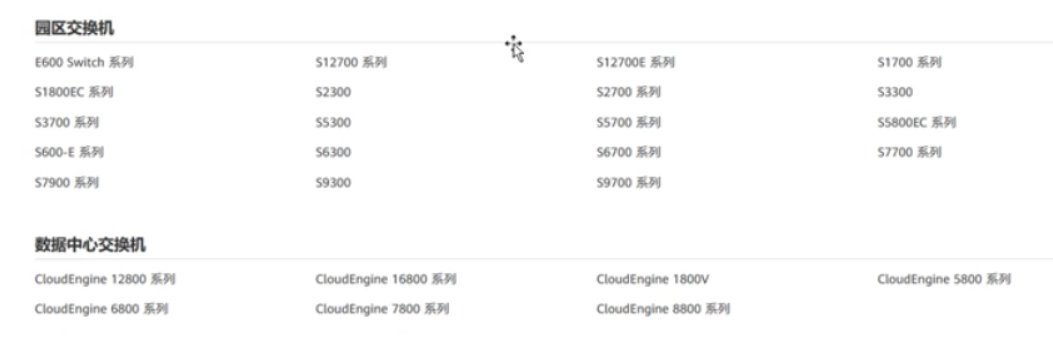 园区交换机
E600 Switch 系列 S12700 系列 S12700E 系列 S1700 系列
S1800EC 系列 S2300 S2700 系列 S3300
S3700 系列 S5300 S5700 系列 S5800EC 系列
S600-E 系列 S6300 S6700 系列 S7700 系列
S7900 系列 S9300 S9700 系列
数据中心交换机
CloudEngine 12800 系列 CloudEngine 16800 系列 CloudEngine 1800V CloudEngine 5800 系列
CloudEngine 6800 系列 CloudEngine 7800 系列 CloudEngine 8800 系列